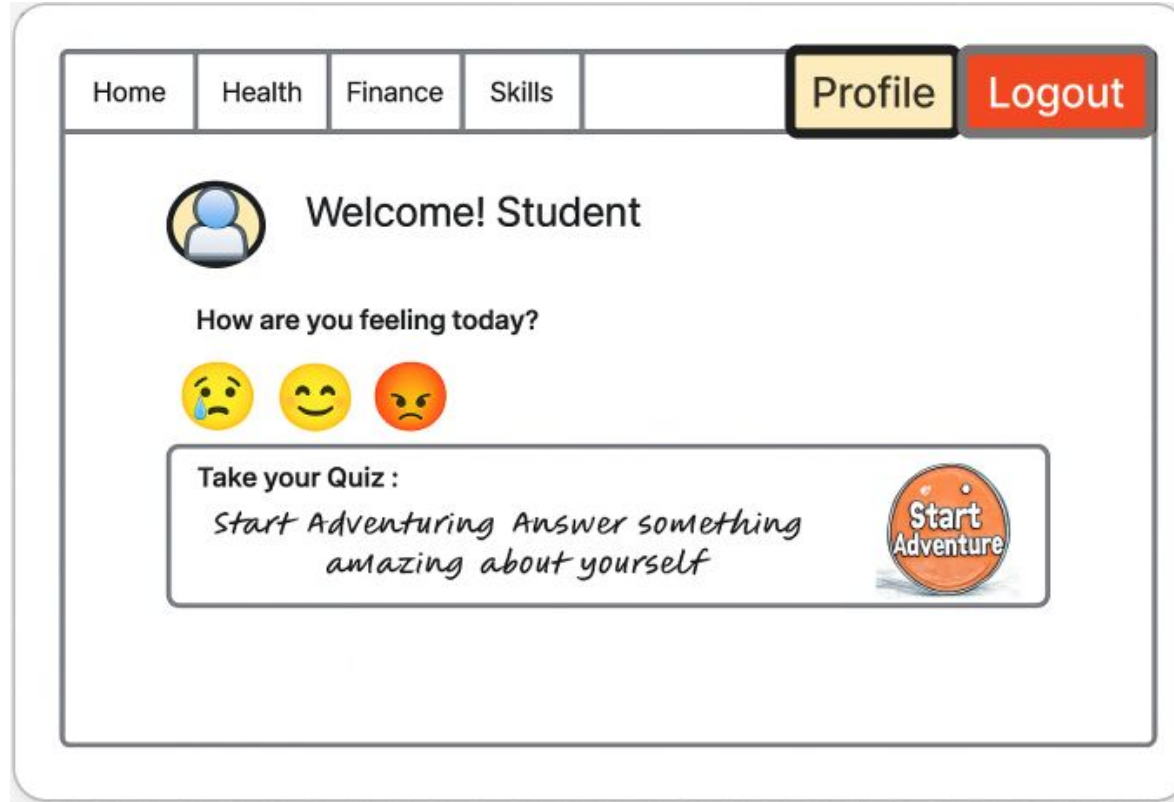 Home Health Finance Skills Profile Logout
Welcome! Student
How are you feeling today?
Take your Quiz :
Start Adventuring Answer something
amazing about yourself
Start
Adventure